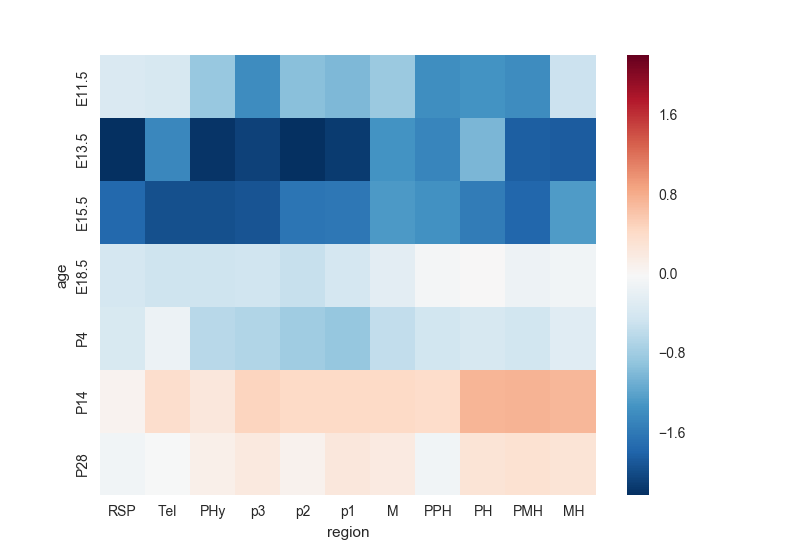 E11.5
E13.5
E15.5
E18.5
P4
P14
P28
age
RSP Tel PHy p3 p2 p1 M PPH PH PMH MH
region
1.6
0.8
0.0
−0.8
−1.6